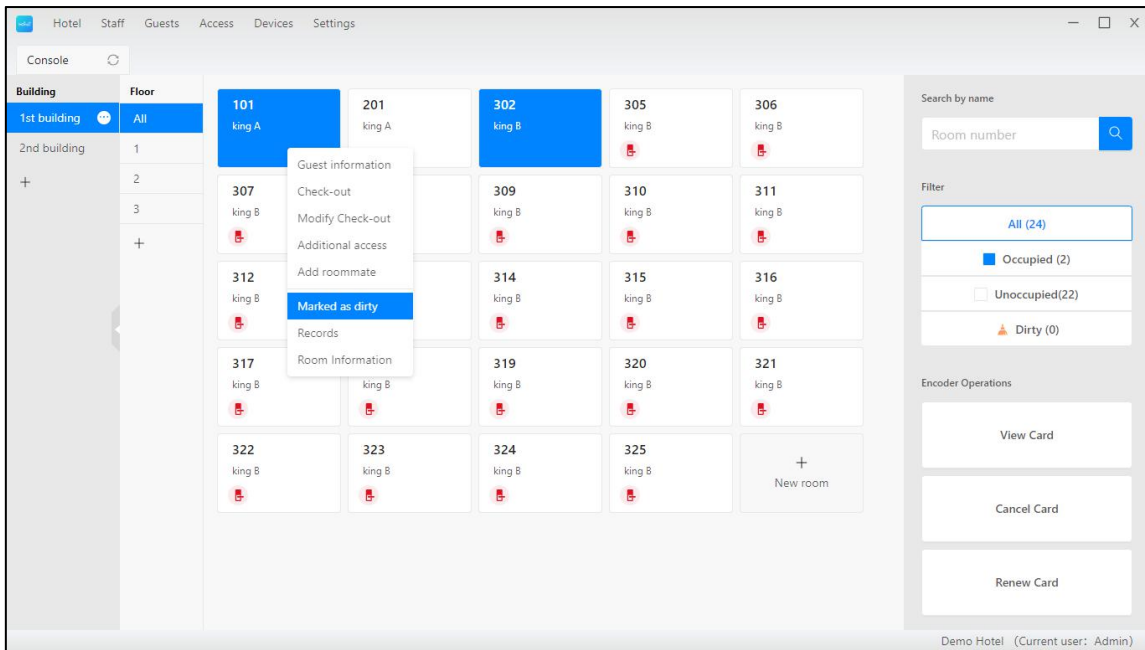 Hotel Staff Guests Access Devices Settings
Console
Building
1st building
2nd building
+
Floor
All
1
2
3
+
101
king A
201
king A
302
king B
305
king B
306
king B
307
king B
309
king B
310
king B
311
king B
312
king B
314
king B
315
king B
316
king B
317
king B
king B
319
king B
320
king B
321
king B
322
king B
323
king B
324
king B
325
king B
+
New room
Guest information
Check-out
Modify Check-out
Additional access
Add roommate
Marked as dirty
Records
Room Information
Search by name
Room number
Filter
All (24)
Occupied (2)
Unoccupied(22)
Dirty (0)
Encoder Operations
View Card
Cancel Card
Renew Card
Demo Hotel (Current user: Admin)